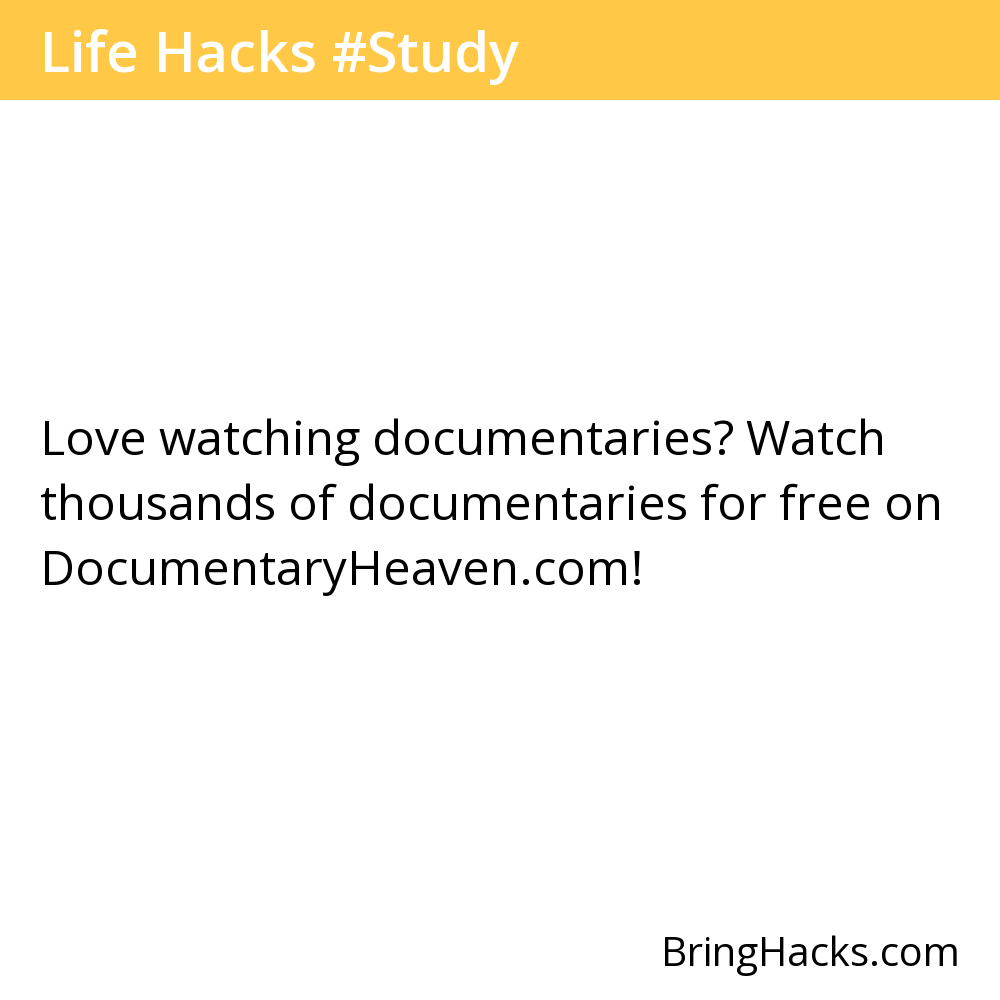 Life Hacks #Study
Love watching documentaries? Watch
thousands of documentaries for free on
DocumentaryHeaven.com!
BringHacks.com